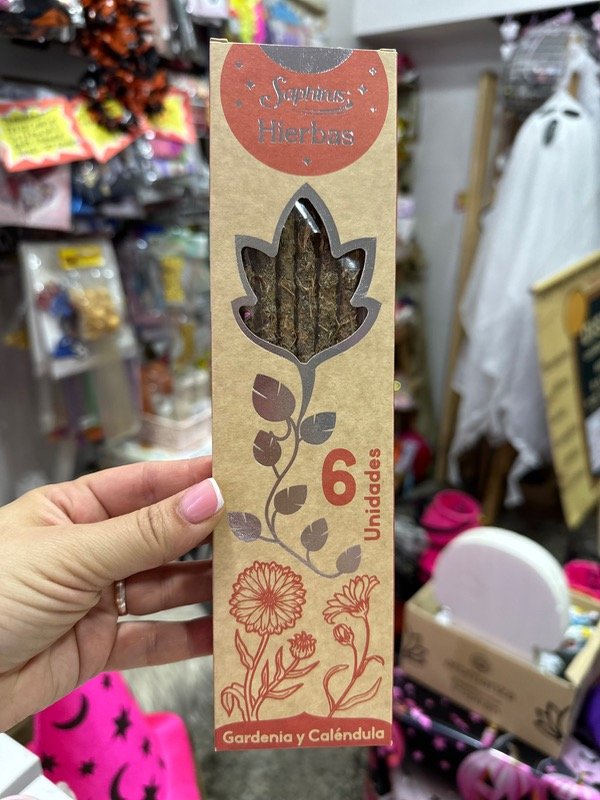 Saphirus
Hierbas
6
Unidades
Gardenia y Caléndula